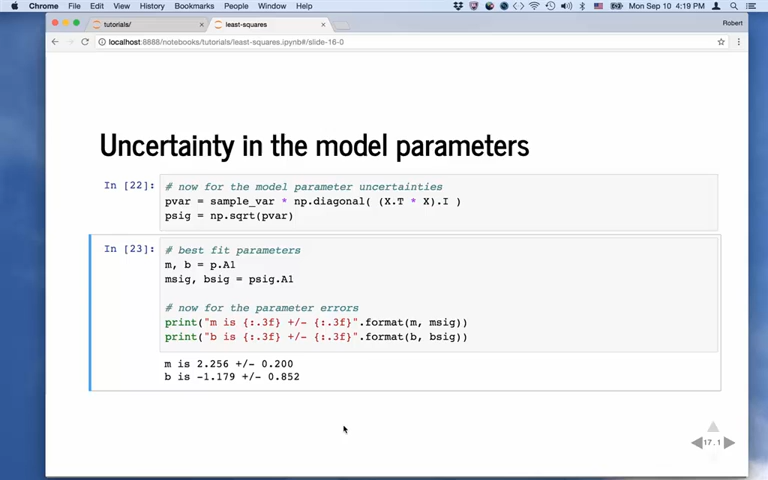 Chrome File Edit View History Bookmarks People Window Help Mon Sep 10 4:19 PM
tutorials/ least-squares Robert
localhost:8888/notebooks/tutorials/least-squares.ipynb#/slide-16-0
Uncertainty in the model parameters
In [22]: # now for the model parameter uncertainties
pvar = sample_var * np.diagonal( (X.T * X).I )
psig = np.sqrt(pvar)
In [23]: # best fit parameters
m, b = p.A1
msig, bsig = psig.A1
# now for the parameter errors
print("m is {:.3f} +/- {:.3f}".format(m, msig))
print("b is {:.3f} +/- {:.3f}".format(b, bsig))
m is 2.256 +/- 0.200
b is -1.179 +/- 0.852
17.1